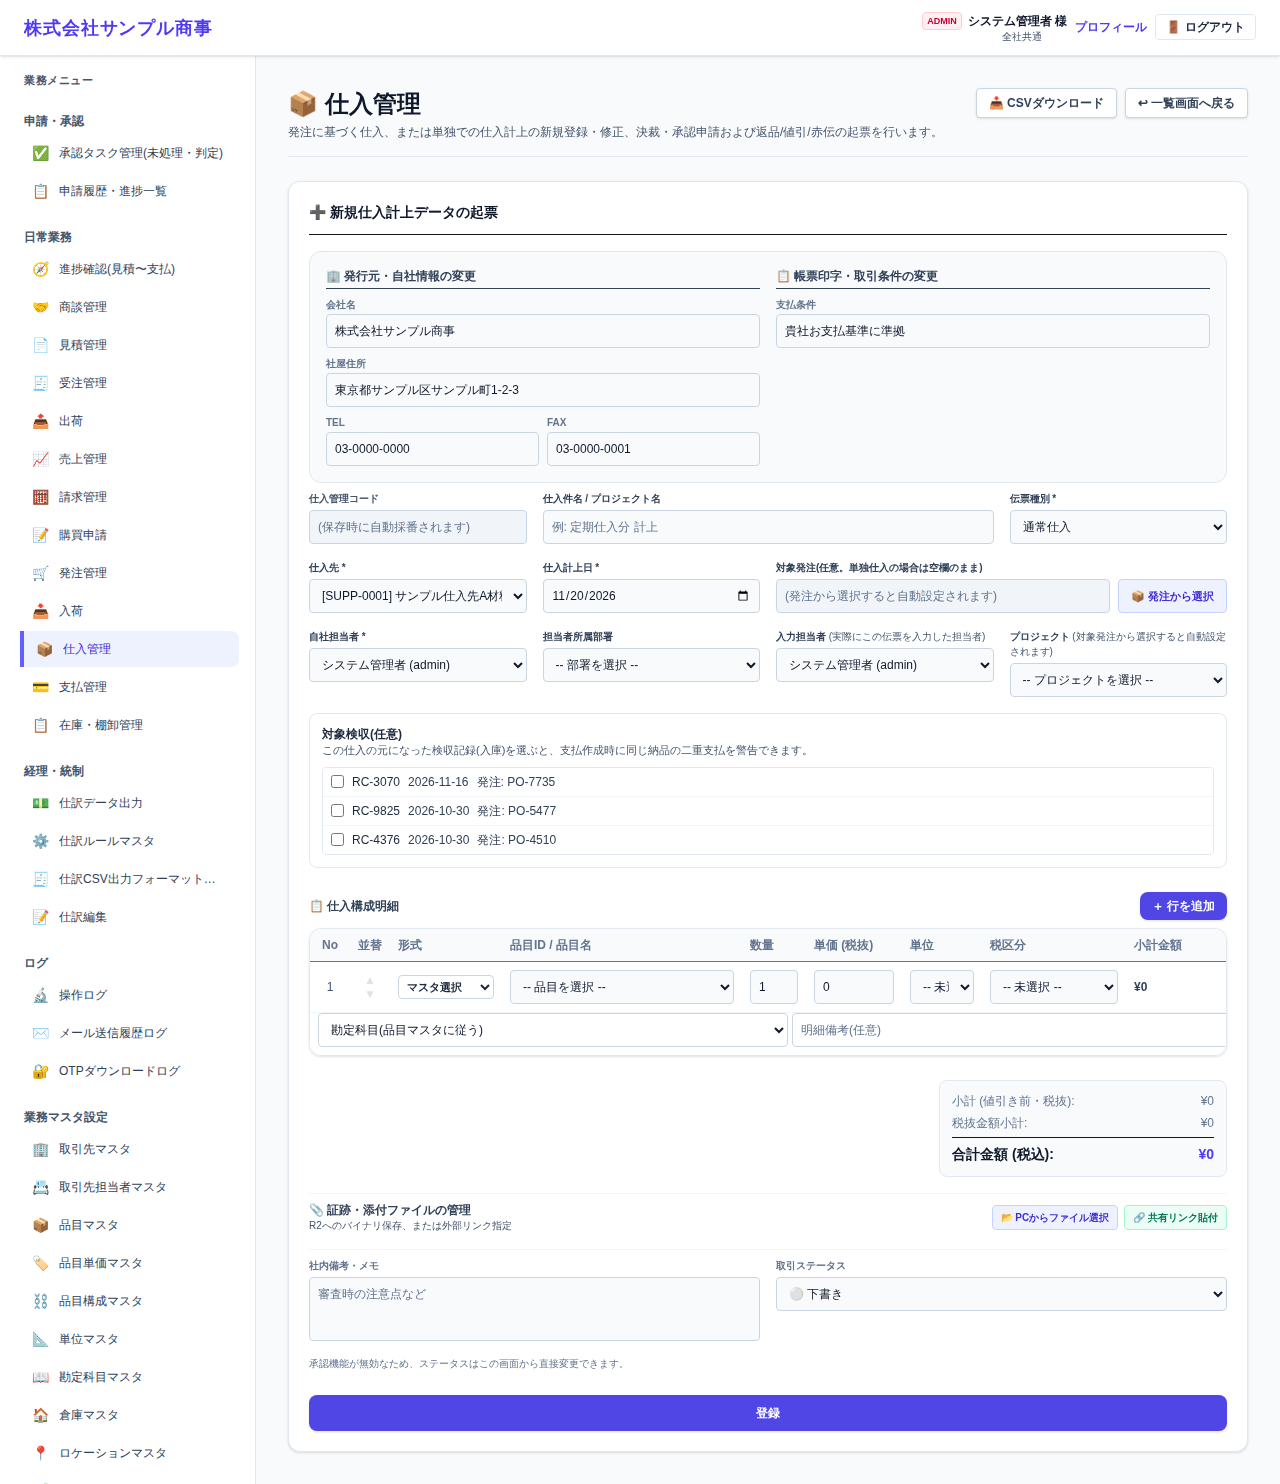 株式会社サンプル商事
ADMIN システム管理者 様
全社共通
プロフィール
🚪 ログアウト
業務メニュー
申請・承認
✅ 承認タスク管理(未処理・判定)
📋 申請履歴・進捗一覧
日常業務
🧭 進捗確認(見積〜支払)
🤝 商談管理
📄 見積管理
🧾 受注管理
📤 出荷
📈 売上管理
🧮 請求管理
📝 購買申請
🛒 発注管理
📥 入荷
📦 仕入管理
💳 支払管理
📋 在庫・棚卸管理
経理・統制
💵 仕訳データ出力
⚙️ 仕訳ルールマスタ
🧾 仕訳CSV出力フォーマット…
📝 仕訳編集
ログ
🔬 操作ログ
✉️ メール送信履歴ログ
🔐 OTPダウンロードログ
業務マスタ設定
🏢 取引先マスタ
📇 取引先担当者マスタ
📦 品目マスタ
🏷️ 品目単価マスタ
⛓️ 品目構成マスタ
📐 単位マスタ
📖 勘定科目マスタ
🏠 倉庫マスタ
📍 ロケーションマスタ
📦 仕入管理
発注に基づく仕入、または単独での仕入計上の新規登録・修正、決裁・承認申請および返品/値引/赤伝の起票を行います。
📥 CSVダウンロード
↩ 一覧画面へ戻る
➕ 新規仕入計上データの起票
🏢 発行元・自社情報の変更
会社名
株式会社サンプル商事
社屋住所
東京都サンプル区サンプル町1-2-3
TEL
03-0000-0000
FAX
03-0000-0001
📋 帳票印字・取引条件の変更
支払条件
貴社お支払基準に準拠
仕入管理コード
(保存時に自動採番されます)
仕入件名 / プロジェクト名
例: 定期仕入分 計上
伝票種別 *
通常仕入
仕入先 *
[SUPP-0001] サンプル仕入先A材
仕入計上日 *
11/20/2026
対象発注(任意。単独仕入の場合は空欄のまま)
(発注から選択すると自動設定されます)
📦 発注から選択
自社担当者 *
システム管理者 (admin)
担当者所属部署
-- 部署を選択 --
入力担当者 (実際にこの伝票を入力した担当者)
システム管理者 (admin)
プロジェクト (対象発注から選択すると自動設定
されます)
-- プロジェクトを選択 --
対象検収(任意)
この仕入の元になった検収記録(入庫)を選ぶと、支払作成時に同じ納品の二重支払を警告できます。
RC-3070 2026-11-16 発注: PO-7735
RC-9825 2026-10-30 発注: PO-5477
RC-4376 2026-10-30 発注: PO-4510
📋 仕入構成明細
＋ 行を追加
No 並替 形式 品目ID / 品目名 数量 単価 (税抜) 単位 税区分 小計金額
1 ▲ ▼ マスタ選択 -- 品目を選択 -- 1 0 -- 未 -- 未選択 -- ¥0
勘定科目(品目マスタに従う) 明細備考(任意)
小計 (値引き前・税抜): ¥0
税抜金額小計: ¥0
合計金額 (税込): ¥0
📎 証跡・添付ファイルの管理
R2へのバイナリ保存、または外部リンク指定
📂 PCからファイル選択
🔗 共有リンク貼付
社内備考・メモ
審査時の注意点など
取引ステータス
⚪ 下書き
承認機能が無効なため、ステータスはこの画面から直接変更できます。
登録